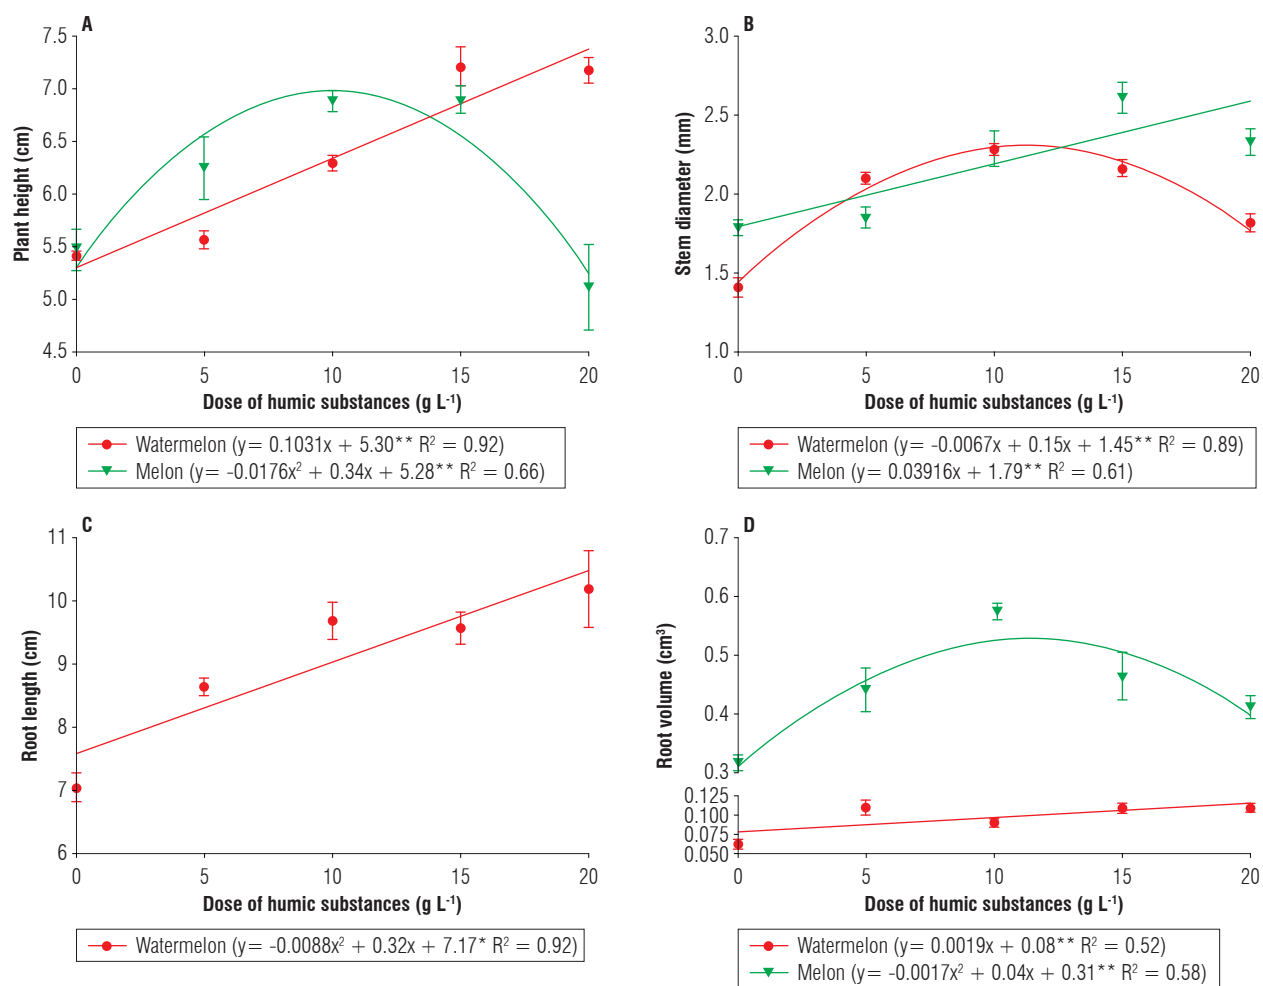 A
7.5
7.0
6.5
6.0
5.5
5.0
4.5
Plant height (cm)
0 5 10 15 20
Dose of humic substances (g L-1)
Watermelon (y= 0.1031x + 5.30** R2 = 0.92)
Melon (y= -0.0176x2 + 0.34x + 5.28** R2 = 0.66)
B
3.0
2.5
2.0
1.5
1.0
Stem diameter (mm)
0 5 10 15 20
Dose of humic substances (g L-1)
Watermelon (y= -0.0067x + 0.15x + 1.45** R2 = 0.89)
Melon (y= 0.03916x + 1.79** R2 = 0.61)
C
11
10
9
8
7
6
Root length (cm)
0 5 10 15 20
Dose of humic substances (g L-1)
Watermelon (y= -0.0088x2 + 0.32x + 7.17* R2 = 0.92)
D
0.7
0.6
0.5
0.4
0.3
0.125
0.100
0.075
0.050
Root volume (cm3)
0 5 10 15 20
Dose of humic substances (g L-1)
Watermelon (y= 0.0019x + 0.08** R2 = 0.52)
Melon (y= -0.0017x2 + 0.04x + 0.31** R2 = 0.58)